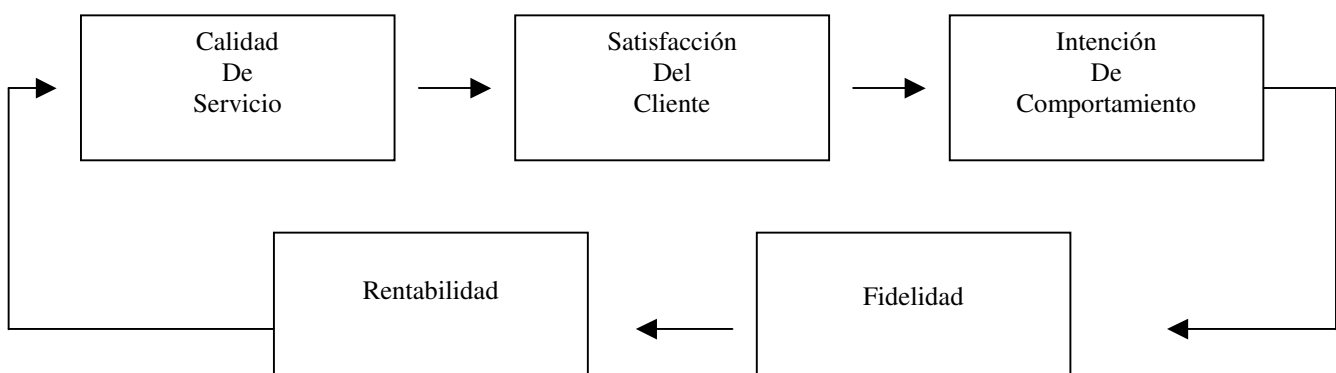 Calidad
De
Servicio
Satisfacción
Del
Cliente
Intención
De
Comportamiento
Rentabilidad
Fidelidad